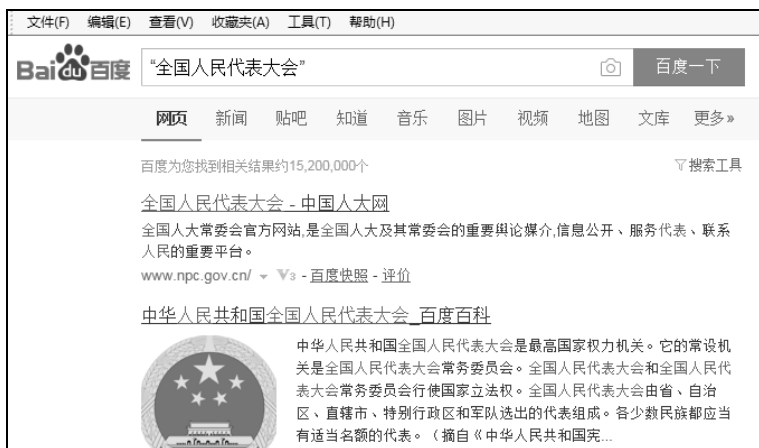 文件(F) 编辑(E) 查看(V) 收藏夹(A) 工具(T) 帮助(H)
Bai du 百度 “全国人民代表大会” 百度一下
网页 新闻 贴吧 知道 音乐 图片 视频 地图 文库 更多»
百度为您找到相关结果约15,200,000个 搜索工具
全国人民代表大会 - 中国人大网
全国人大常委会官方网站,是全国人大及其常委会的重要舆论媒介,信息公开、服务代表、联系
人民的重要平台。
www.npc.gov.cn/ V3 - 百度快照 - 评价
中华人民共和国全国人民代表大会_百度百科
中华人民共和国全国人民代表大会是最高国家权力机关。它的常设机
关是全国人民代表大会常务委员会。全国人民代表大会和全国人民代
表大会常务委员会行使国家立法权。全国人民代表大会由省、自治
区、直辖市、特别行政区和军队选出的代表组成。各少数民族都应当
有适当名额的代表。（摘自《中华人民共和国宪...